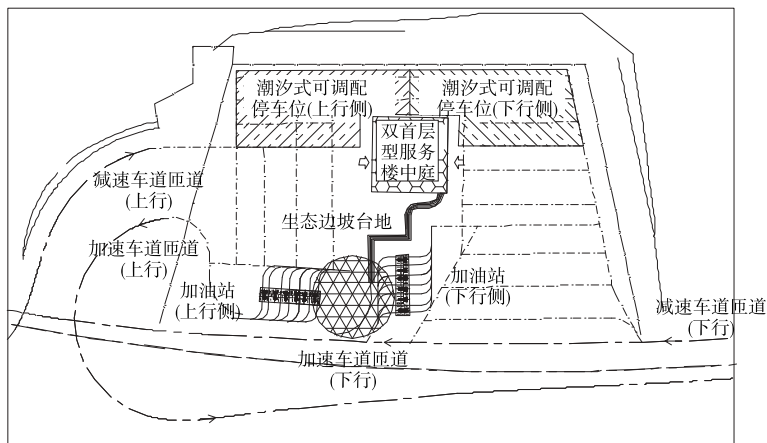 潮汐式可调配
停车位(上行侧)
潮汐式可调配
停车位(下行侧)
双首层
型服务
楼中庭
减速车道匝道
(上行)
生态边坡台地
加速车道匝道
(上行)
加油站
(上行侧)
加油站
(下行侧)
减速车道匝道
(下行)
加速车道匝道
(下行)